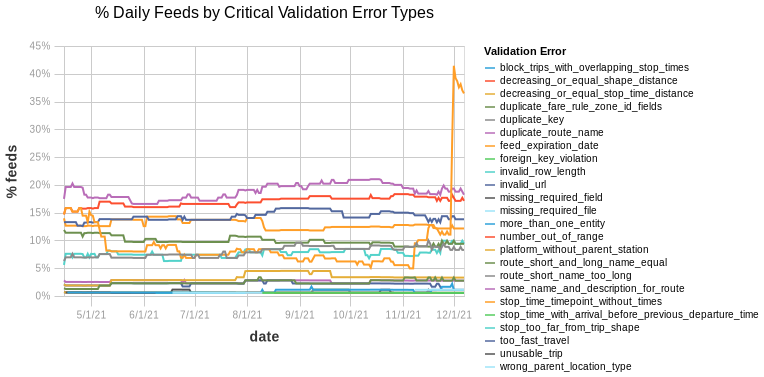 % Daily Feeds by Critical Validation Error Types
45%
40%
35%
30%
25%
20%
15%
10%
5%
0%
% feeds
5/1/21
6/1/21
7/1/21
8/1/21
9/1/21
10/1/21
11/1/21
12/1/21
date
Validation Error
block_trips_with_overlapping_stop_times
decreasing_or_equal_shape_distance
decreasing_or_equal_stop_time_distance
duplicate_fare_rule_zone_id_fields
duplicate_key
duplicate_route_name
feed_expiration_date
foreign_key_violation
invalid_row_length
invalid_url
missing_required_field
missing_required_file
more_than_one_entity
number_out_of_range
platform_without_parent_station
route_short_and_long_name_equal
route_short_name_too_long
same_name_and_description_for_route
stop_time_timepoint_without_times
stop_time_with_arrival_before_previous_departure_time
stop_too_far_from_trip_shape
too_fast_travel
unusable_trip
wrong_parent_location_type